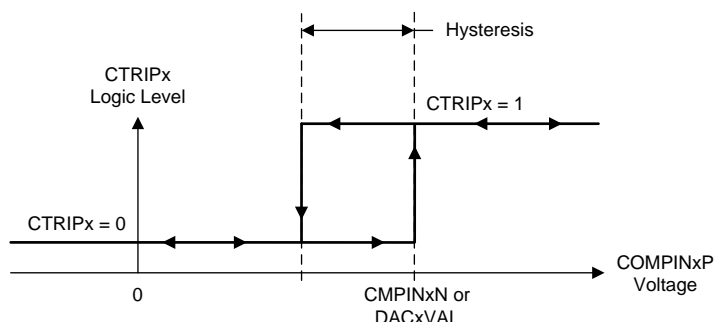 Hysteresis
CTRIPx
Logic Level
CTRIPx = 1
CTRIPx = 0
COMPINxP
Voltage
0
CMPINxN or
DACxVAL